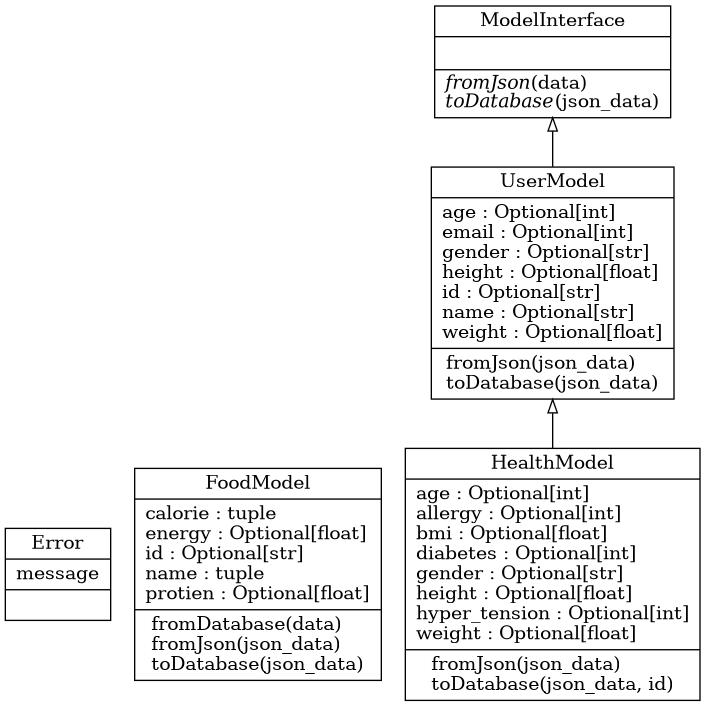 ModelInterface
fromJson(data)
toDatabase(json_data)
UserModel
age : Optional[int]
email : Optional[int]
gender : Optional[str]
height : Optional[float]
id : Optional[str]
name : Optional[str]
weight : Optional[float]
fromJson(json_data)
toDatabase(json_data)
Error
message
FoodModel
calorie : tuple
energy : Optional[float]
id : Optional[str]
name : tuple
protien : Optional[float]
fromDatabase(data)
fromJson(json_data)
toDatabase(json_data)
HealthModel
age : Optional[int]
allergy : Optional[int]
bmi : Optional[float]
diabetes : Optional[int]
gender : Optional[str]
height : Optional[float]
hyper_tension : Optional[int]
weight : Optional[float]
fromJson(json_data)
toDatabase(json_data, id)